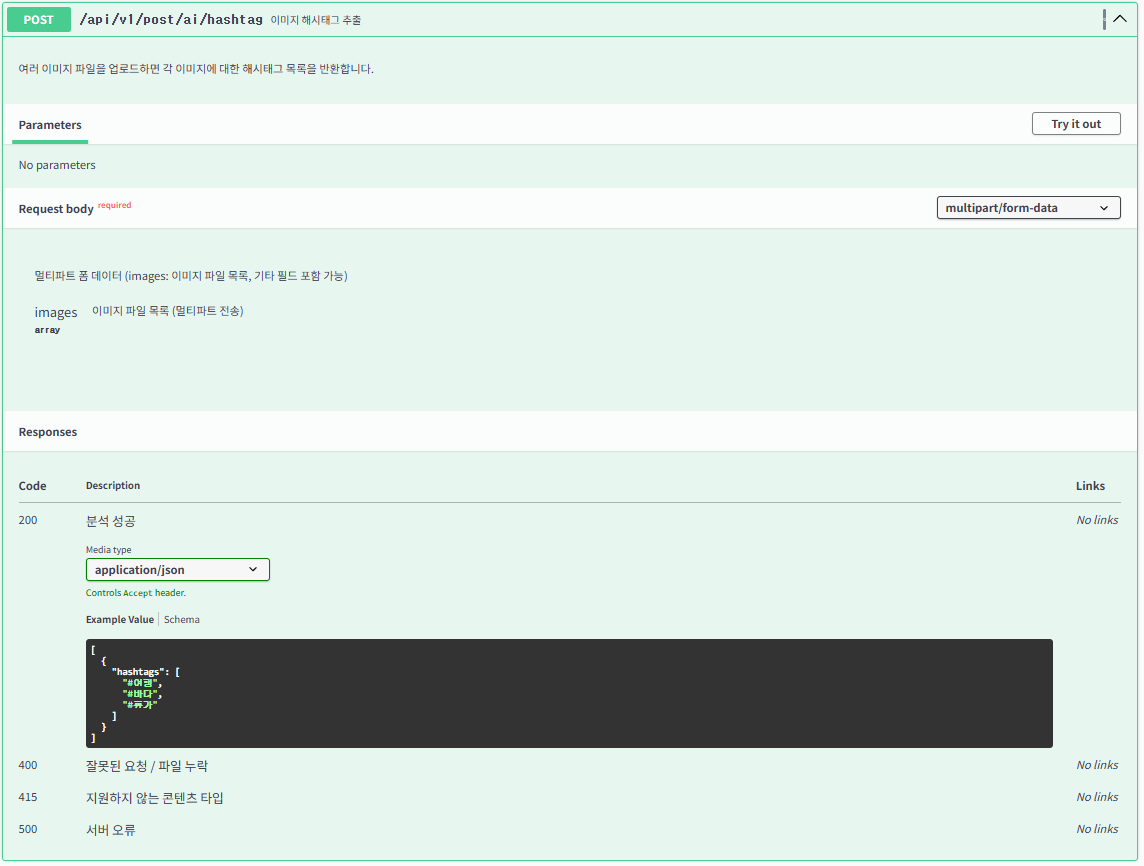 POST /api/v1/post/ai/hashtag 이미지 해시태그 추출
여러 이미지 파일을 업로드하면 각 이미지에 대한 해시태그 목록을 반환합니다.
Parameters Try it out
No parameters
Request body required multipart/form-data
멀티파트 폼 데이터 (images: 이미지 파일 목록, 기타 필드 포함 가능)
images 이미지 파일 목록 (멀티파트 전송)
array
Responses
Code Description Links
200 분석 성공 No links
Media type
application/json
Controls Accept header.
Example Value Schema
[
{
"hashtags": [
"#여행",
"#바다",
"#휴가"
]
}
]
400 잘못된 요청 / 파일 누락 No links
415 지원하지 않는 콘텐츠 타입 No links
500 서버 오류 No links